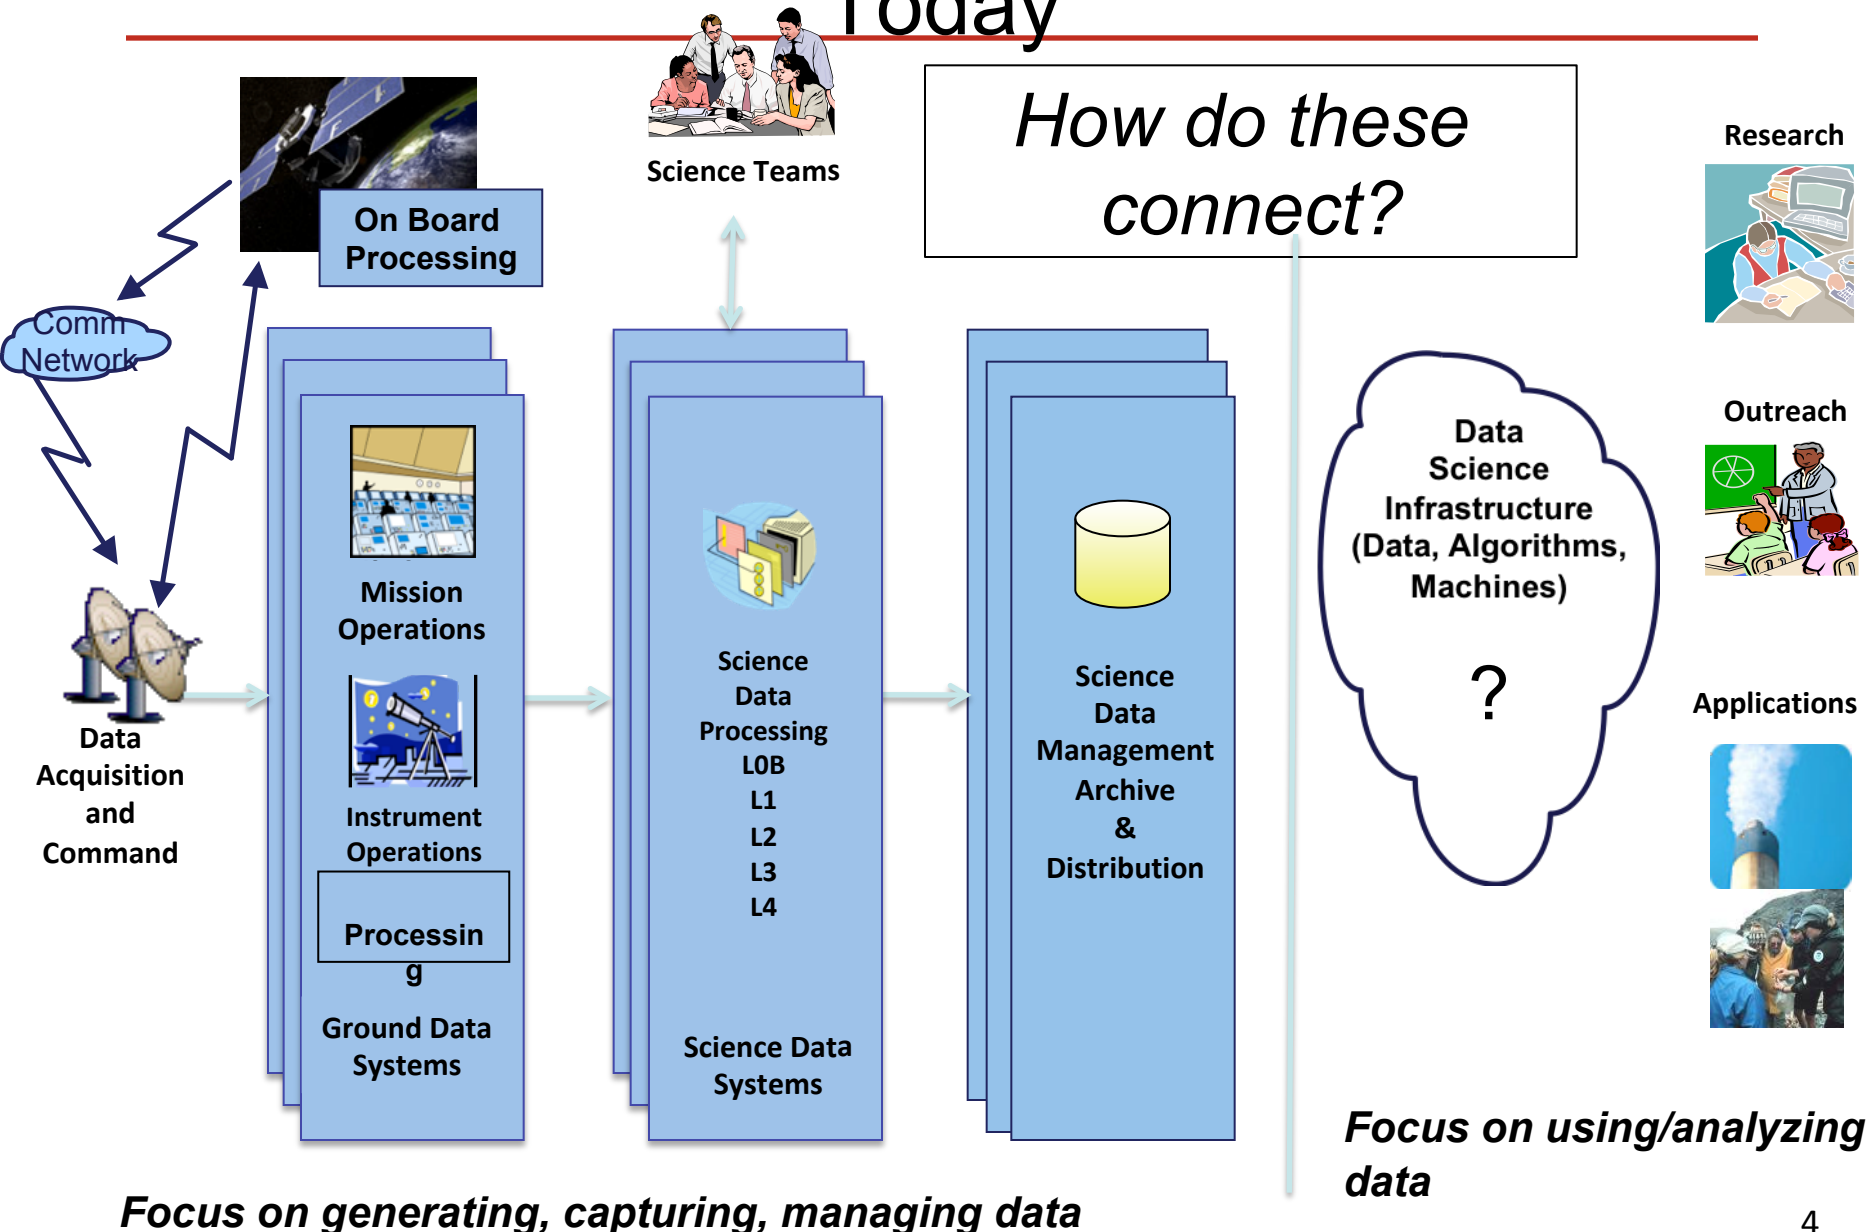 Today
How do these
connect?
Science Teams
On Board
Processing
Comm
Network
Data
Acquisition
and
Command
Mission
Operations
Instrument
Operations
Processin
g
Ground Data
Systems
Science
Data
Processing
L0B
L1
L2
L3
L4
Science Data
Systems
Science
Data
Management
Archive
&
Distribution
Data
Science
Infrastructure
(Data, Algorithms,
Machines)
?
Research
Outreach
Applications
Focus on generating, capturing, managing data
Focus on using/analyzing
data
4